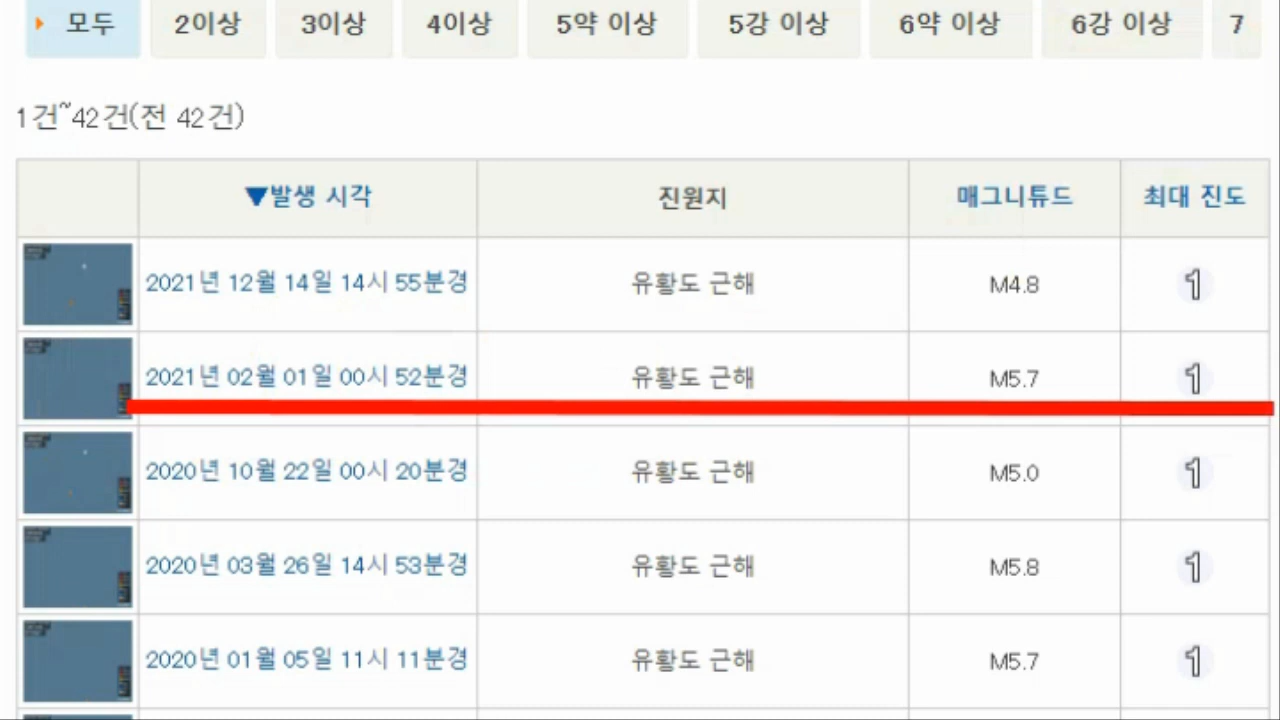 모두 2이상 3이상 4이상 5약 이상 5강 이상 6약 이상 6강 이상 7
1건~42건(전 42건)
▼발생 시각 진원지 매그니튜드 최대 진도
2021년 12월 14일 14시 55분경 유황도 근해 M4.8 1
2021년 02월 01일 00시 52분경 유황도 근해 M5.7 1
2020년 10월 22일 00시 20분경 유황도 근해 M5.0 1
2020년 03월 26일 14시 53분경 유황도 근해 M5.8 1
2020년 01월 05일 11시 11분경 유황도 근해 M5.7 1